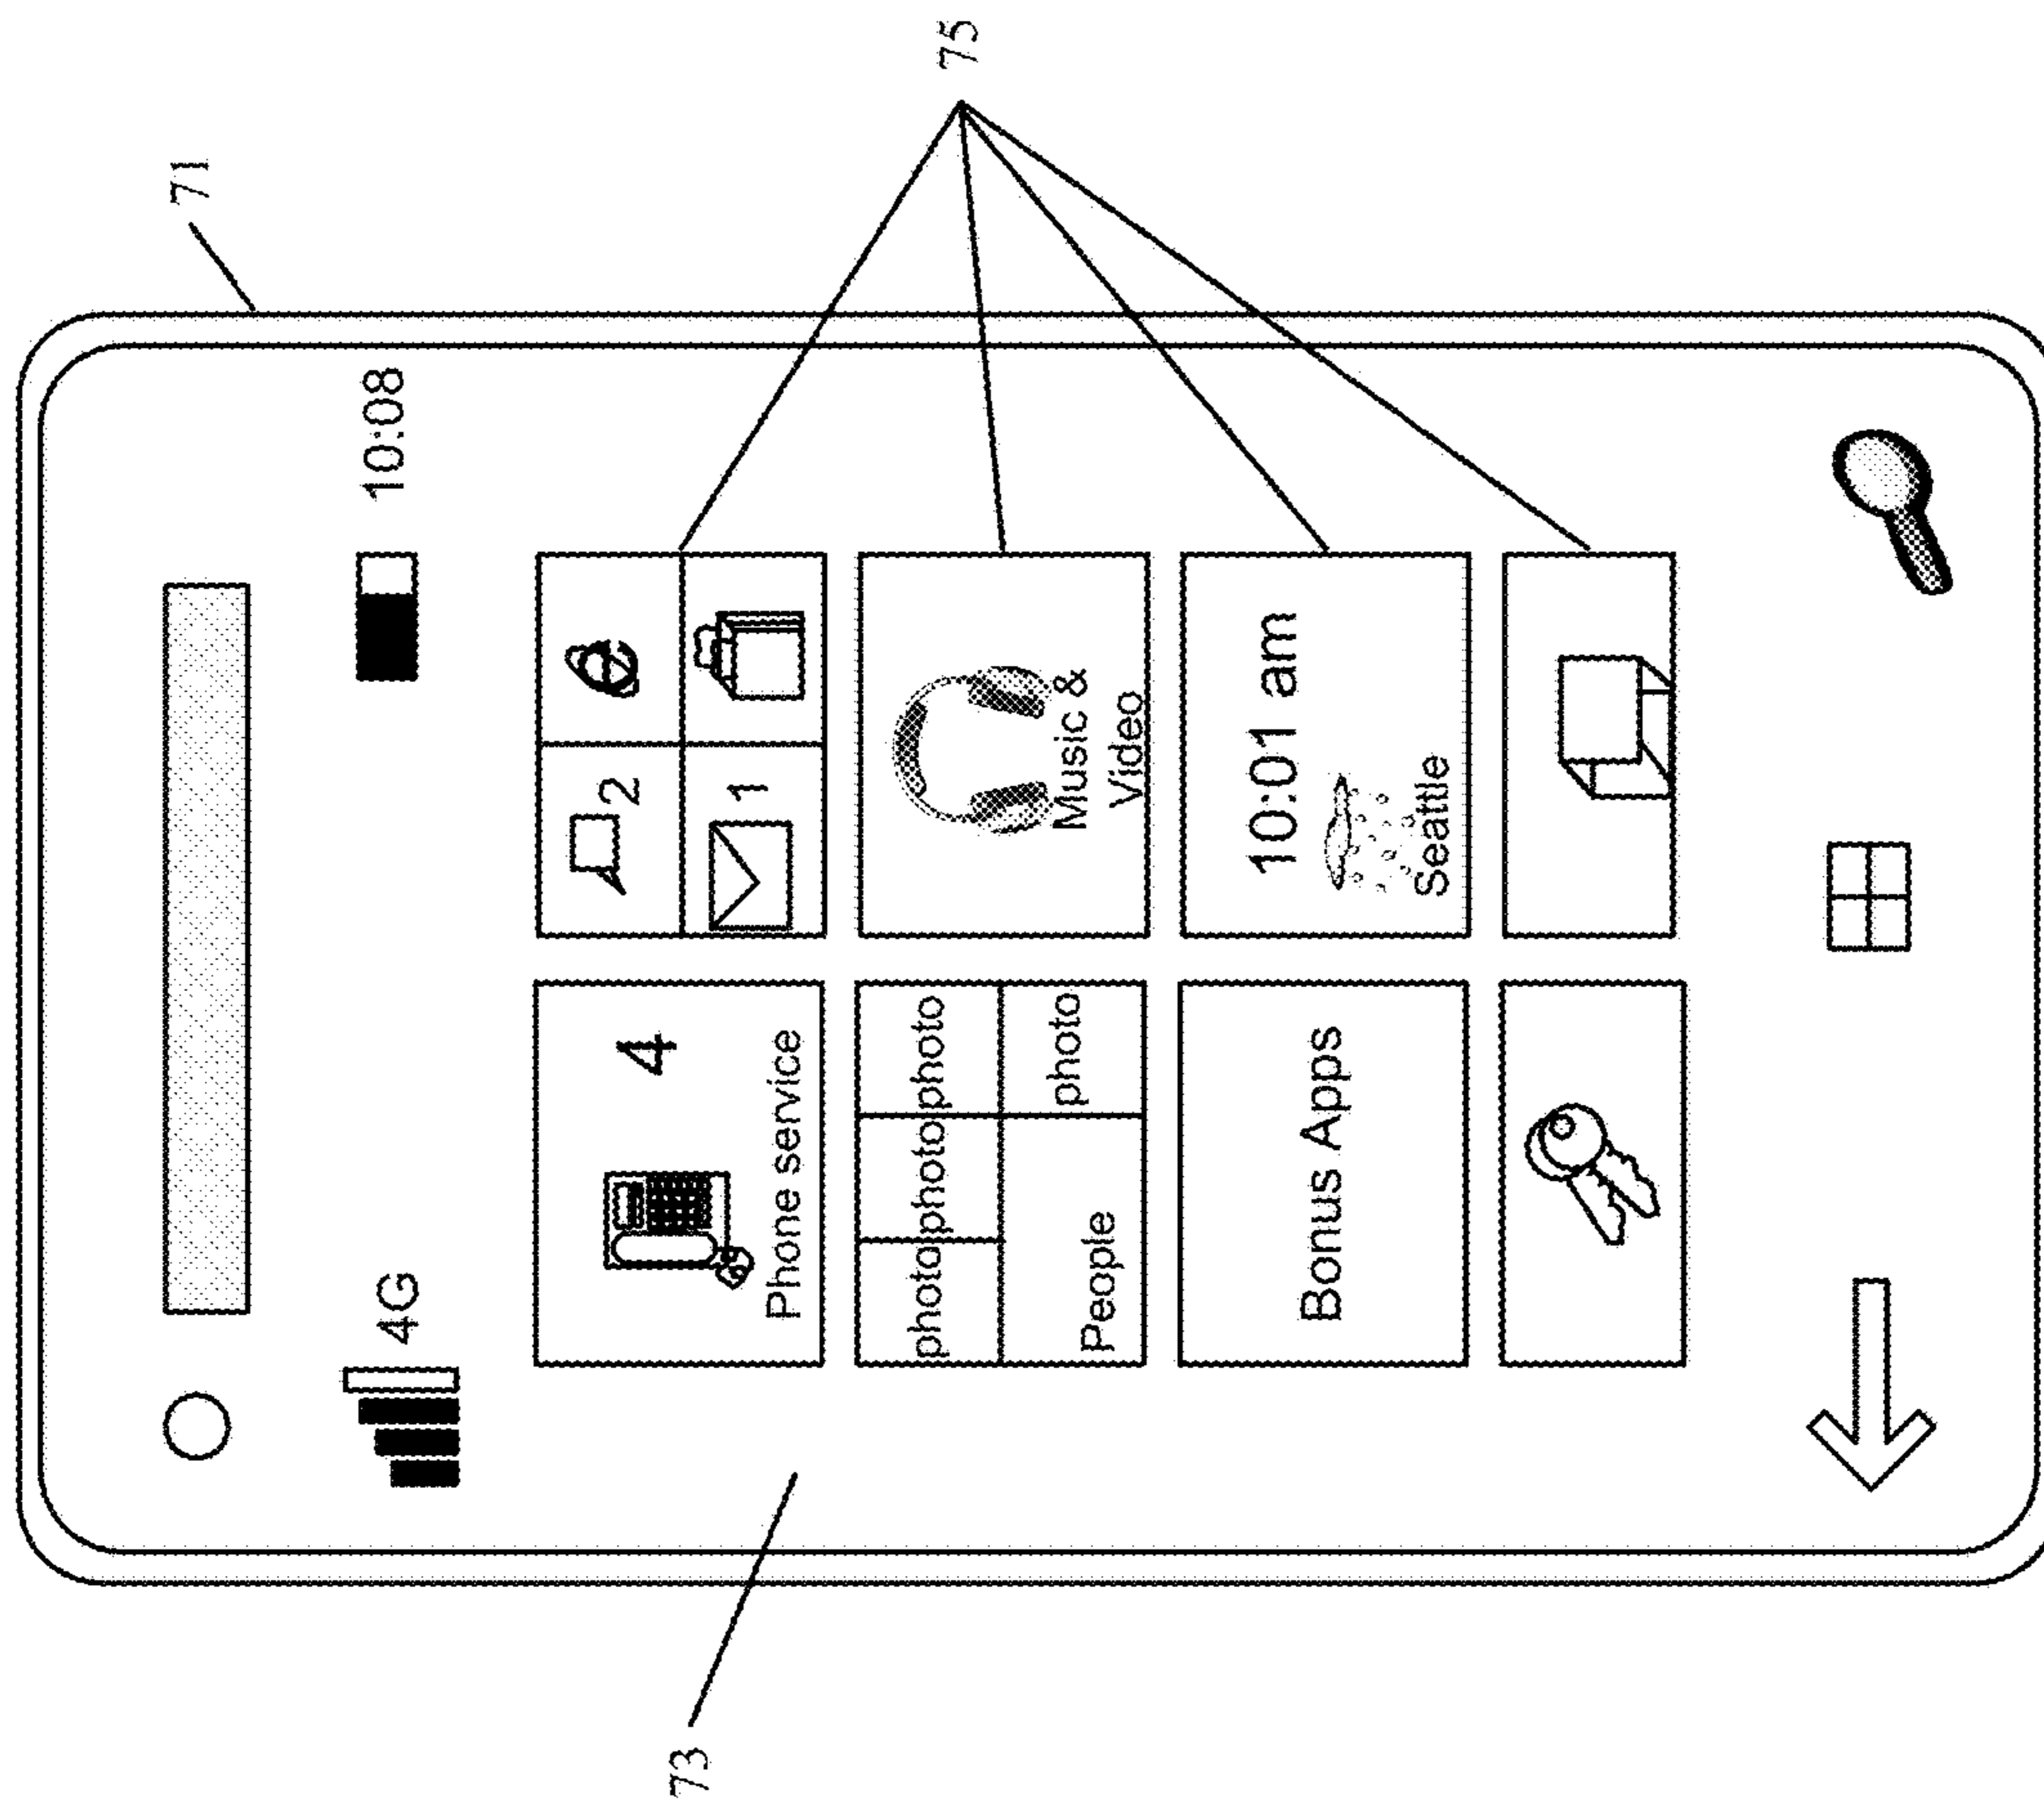 71
4G
10:08
4
Phone service
2
1
photo
photo
photo
People
photo
Music &
Video
75
73
Bonus Apps
10:01 am
Seattle